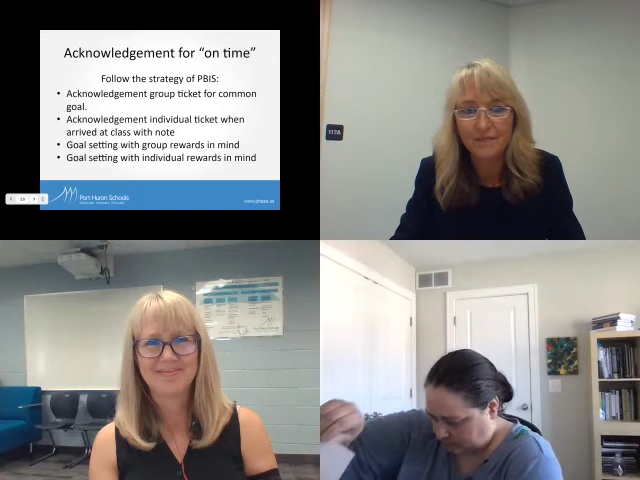 Acknowledgement for “on time”
Follow the strategy of PBIS:
• Acknowledgement group ticket for common
goal.
• Acknowledgement individual ticket when
arrived at class with note
• Goal setting with group rewards in mind
• Goal setting with individual rewards in mind
Port Huron Schools
117A